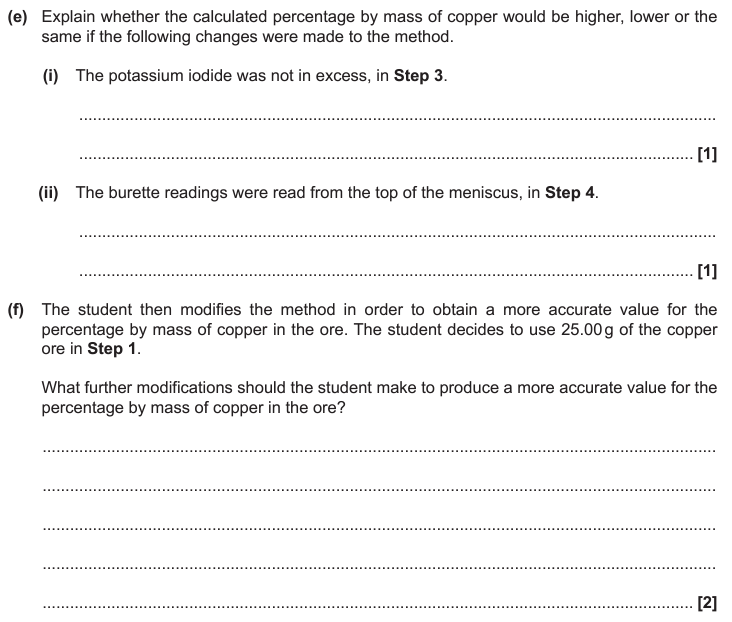 (e) Explain whether the calculated percentage by mass of copper would be higher, lower or the
same if the following changes were made to the method.
(i) The potassium iodide was not in excess, in Step 3.
[1]
(ii) The burette readings were read from the top of the meniscus, in Step 4.
[1]
(f) The student then modifies the method in order to obtain a more accurate value for the
percentage by mass of copper in the ore. The student decides to use 25.00 g of the copper
ore in Step 1.
What further modifications should the student make to produce a more accurate value for the
percentage by mass of copper in the ore?
[2]